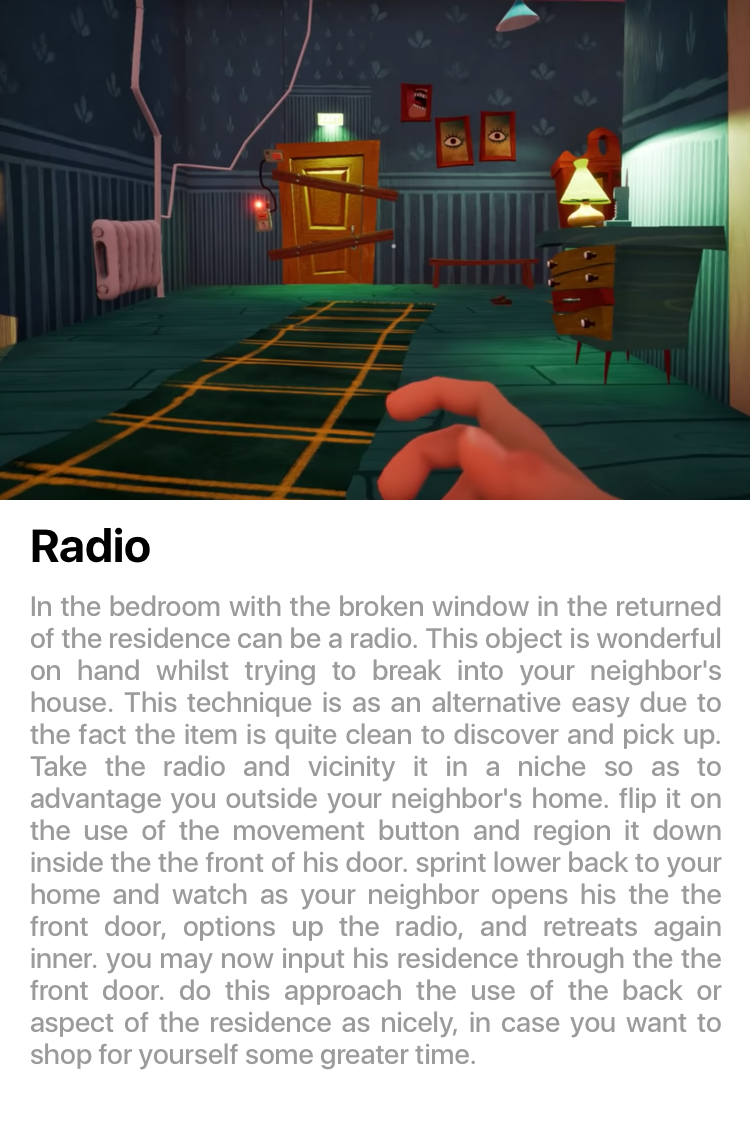 Radio
In the bedroom with the broken window in the returned
of the residence can be a radio. This object is wonderful
on hand whilst trying to break into your neighbor's
house. This technique is as an alternative easy due to
the fact the item is quite clean to discover and pick up.
Take the radio and vicinity it in a niche so as to
advantage you outside your neighbor's home. flip it on
the use of the movement button and region it down
inside the the front of his door. sprint lower back to your
home and watch as your neighbor opens his the the
front door, options up the radio, and retreats again
inner. you may now input his residence through the the
front door. do this approach the use of the back or
aspect of the residence as nicely, in case you want to
shop for yourself some greater time.